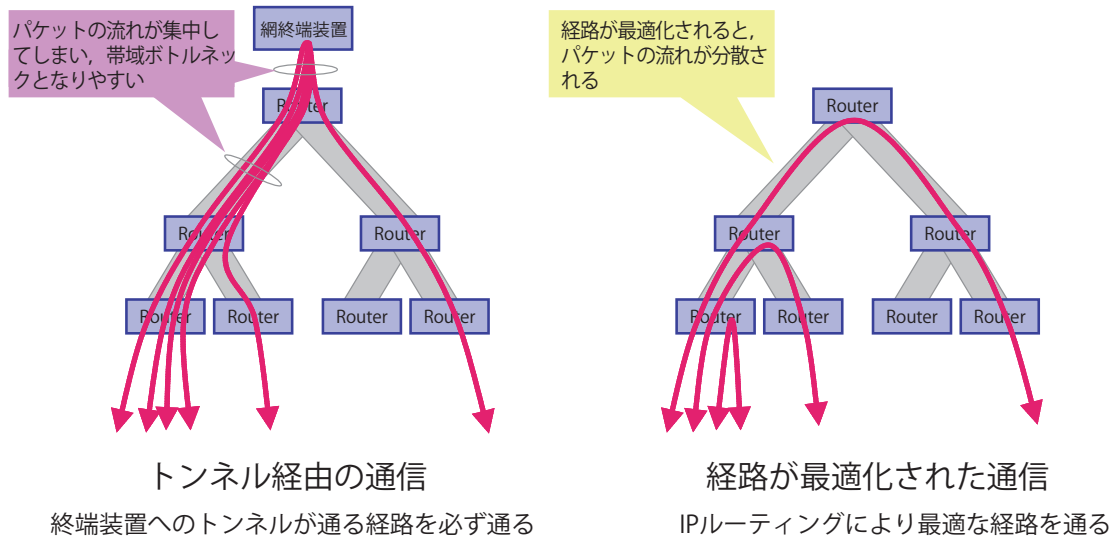 パケットの流れが集中し
てしまい，帯域ボトルネッ
クとなりやすい
網終端装置
Router
Router
Router
Router
Router
Router
Router
トンネル経由の通信
終端装置へのトンネルが通る経路を必ず通る
経路が最適化されると，
パケットの流れが分散さ
れる
Router
Router
Router
Router
Router
Router
Router
経路が最適化された通信
IPルーティングにより最適な経路を通る